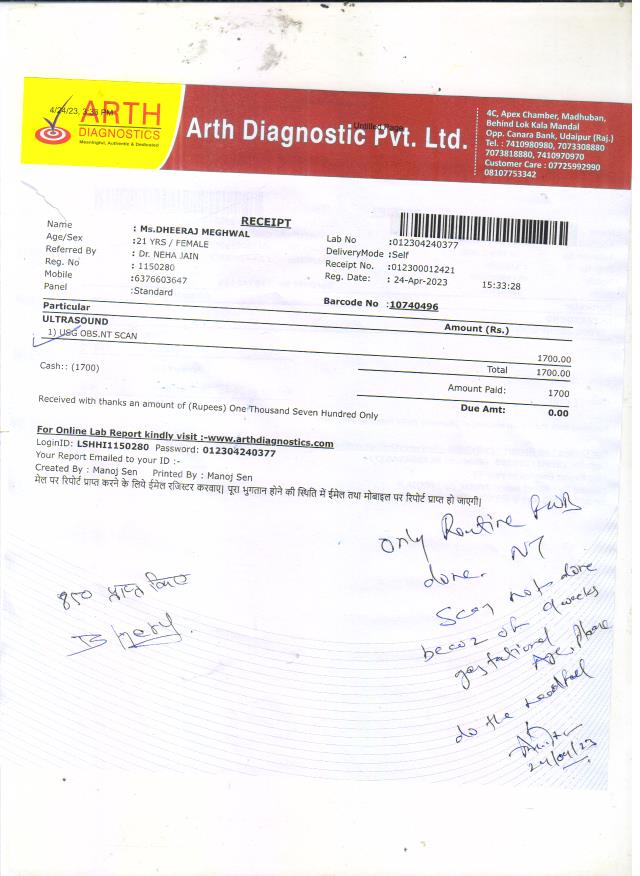 4/24/23, 3:33 PM
Untitled Page
ARTH
DIAGNOSTICS
Meaningful, Authentic & Dedicated
Arth Diagnostic Pvt. Ltd.
4C, Apex Chamber, Madhuban,
Behind Lok Kala Mandal
Opp. Canara Bank, Udaipur (Raj.)
Tel. : 7410980980, 7073308880
7073818880, 7410970970
Customer Care : 07725992990
08107753342
RECEIPT
Name : Ms.DHEERAJ MEGHWAL
Age/Sex :21 YRS / FEMALE
Referred By : Dr. NEHA JAIN
Reg. No : 1150280
Mobile :6376603647
Panel :Standard
Lab No :012304240377
DeliveryMode :Self
Receipt No. :012300012421
Reg. Date: : 24-Apr-2023 15:33:28
Barcode No :10740496
Particular Amount (Rs.)
ULTRASOUND
1) USG OBS.NT SCAN 1700.00
Total 1700.00
Cash:: (1700)
Amount Paid: 1700
Received with thanks an amount of (Rupees) One Thousand Seven Hundred Only
Due Amt: 0.00
For Online Lab Report kindly visit :-www.arthdiagnostics.com
LoginID: LSHHI1150280 Password: 012304240377
Your Report Emailed to your ID :-
Created By : Manoj Sen Printed By : Manoj Sen
मेल पर रिपोर्ट प्राप्त करने के लिये ईमेल रजिस्टर करवाए। पूरा भुगतान होने की स्थिति में ईमेल तथा मोबाइल पर रिपोर्ट प्राप्त हो जाएगी।
only Routine
done. NT
Scan not done
becoz of 9 weeks
gestational Age, please
do the needful
24/04/23
850 प्राप्त किए